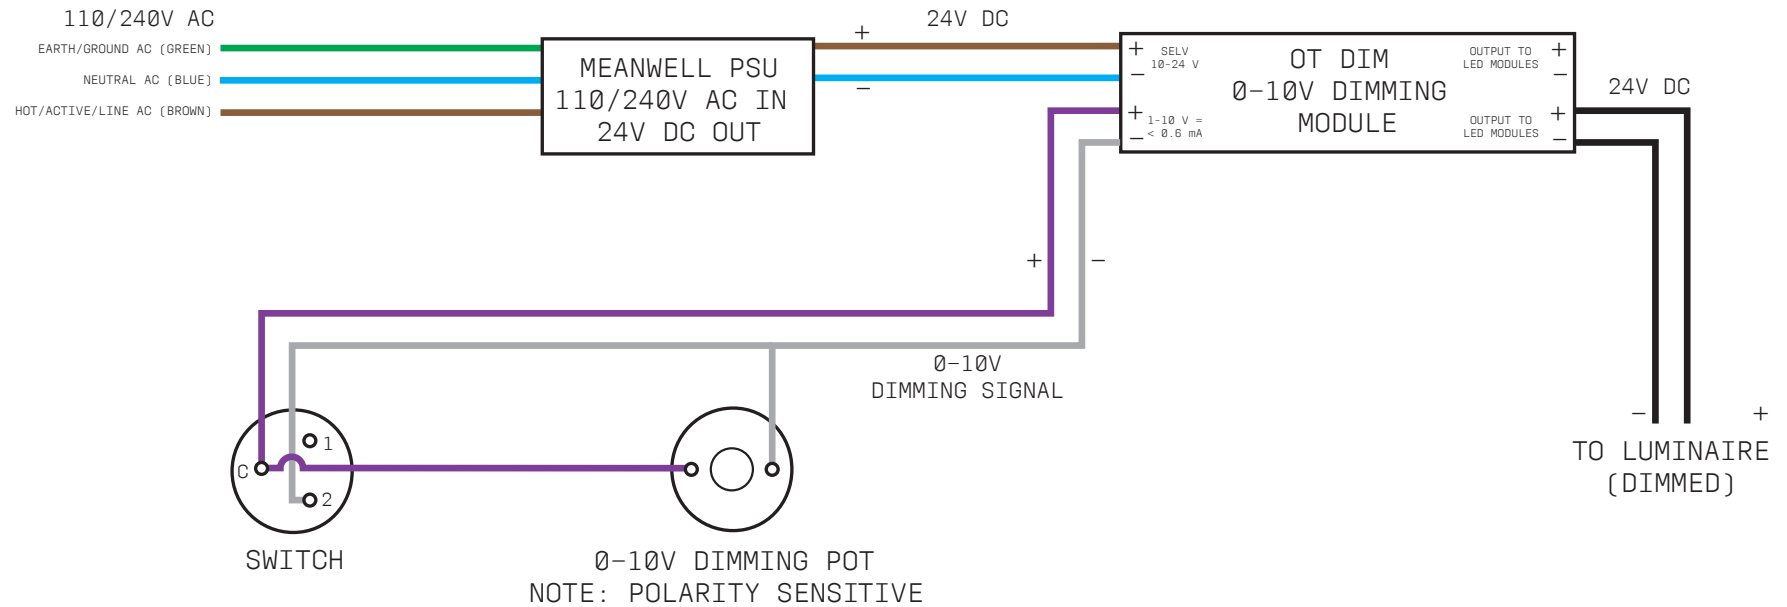 110/240V AC
EARTH/GROUND AC (GREEN)
NEUTRAL AC (BLUE)
HOT/ACTIVE/LINE AC (BROWN)
MEANWELL PSU
110/240V AC IN
24V DC OUT
+
24V DC
−
+
SELV
10-24 V
−
+
1-10 V =
< 0.6 mA
−
OT DIM
0-10V DIMMING
MODULE
OUTPUT TO
LED MODULES
+
−
OUTPUT TO
LED MODULES
+
−
24V DC
+
−
0-10V
DIMMING SIGNAL
−
+
TO LUMINAIRE
(DIMMED)
1
C
2
SWITCH
0-10V DIMMING POT
NOTE: POLARITY SENSITIVE